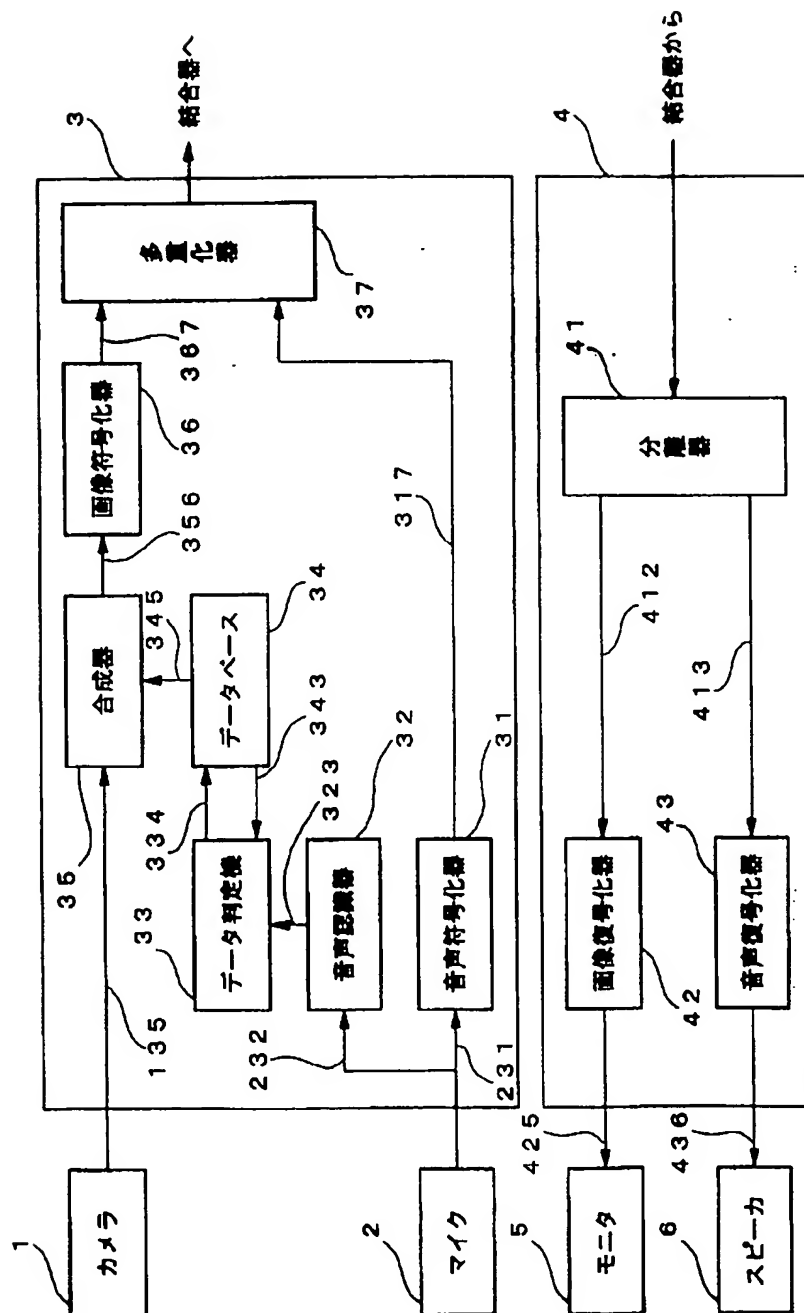 1
カメラ
135
35
合成器
356
画像符号化器
36
367
多重化器
37
3
結合器へ
345
33
データ判定機
334
343
データベース
34
323
232
音声認識器
32
2
マイク
231
音声符号化器
31
317
5
モニタ
425
画像復号化器
42
412
41
分離器
4
結合器から
6
スピーカ
436
音声復号化器
43
413